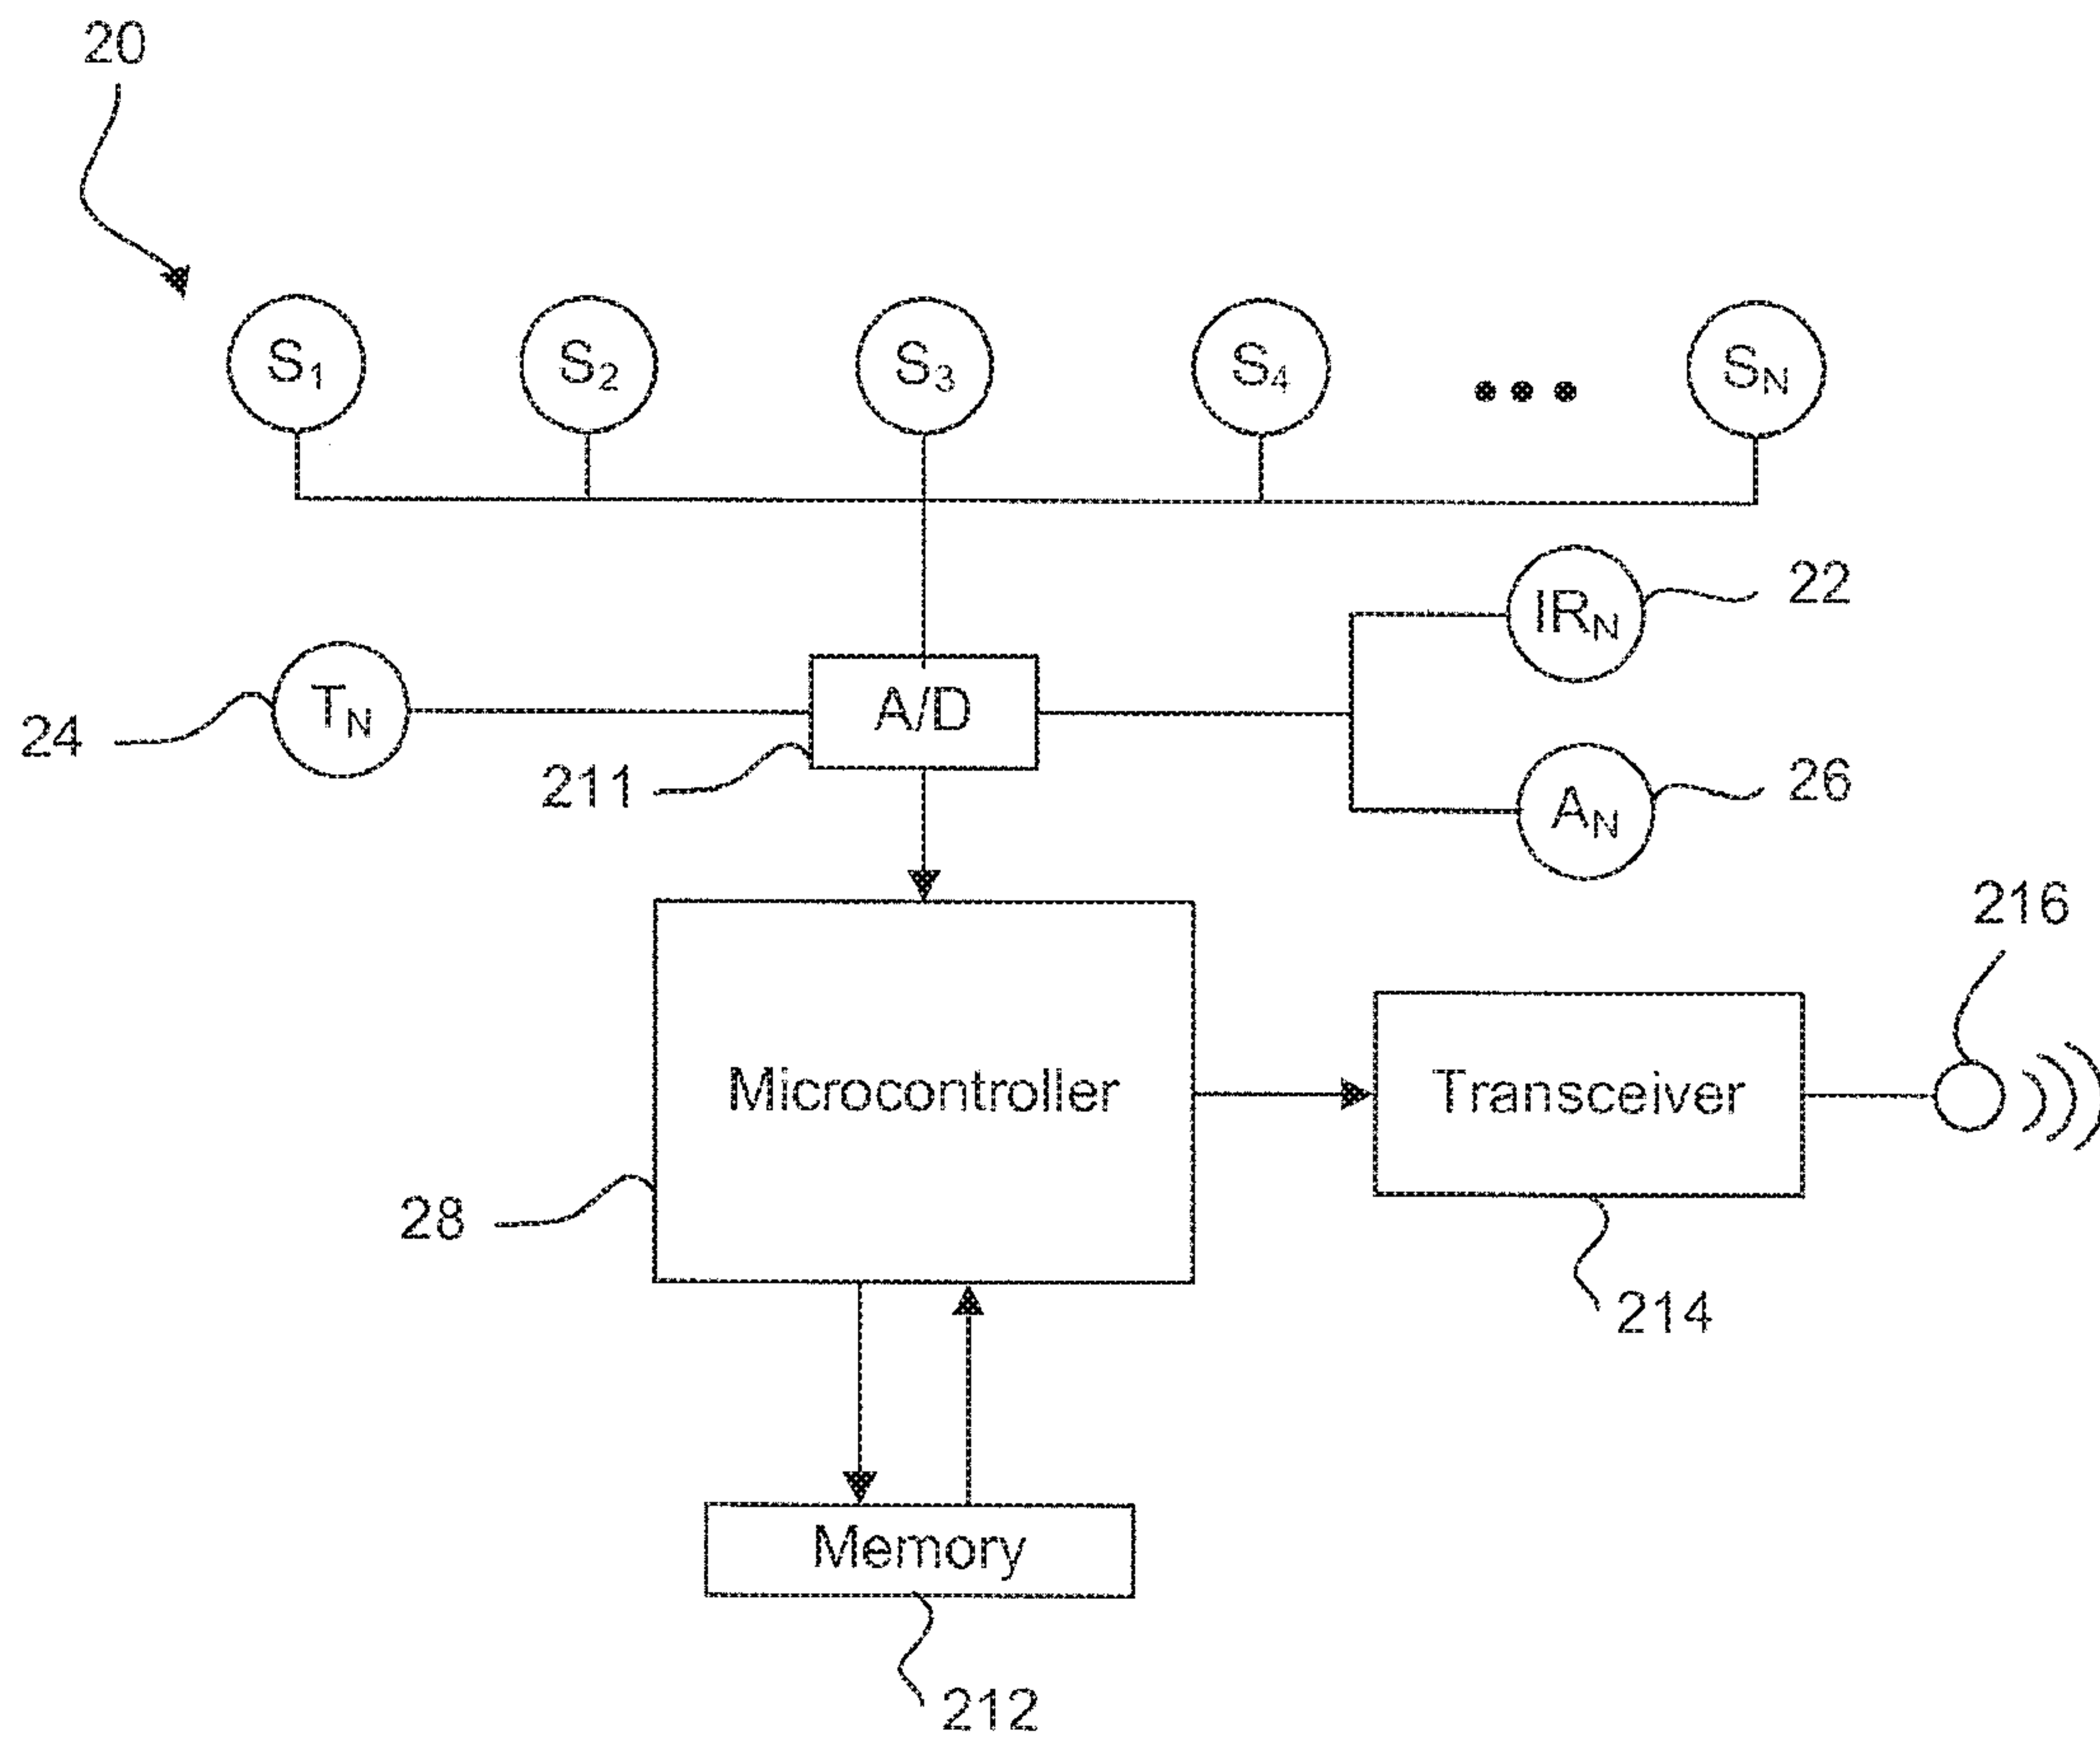 20
S1 S2 S3 S4 ••• SN
IRN 22
24 TN A/D
211
AN 26
216
Microcontroller Transceiver
28
214
Memory
212